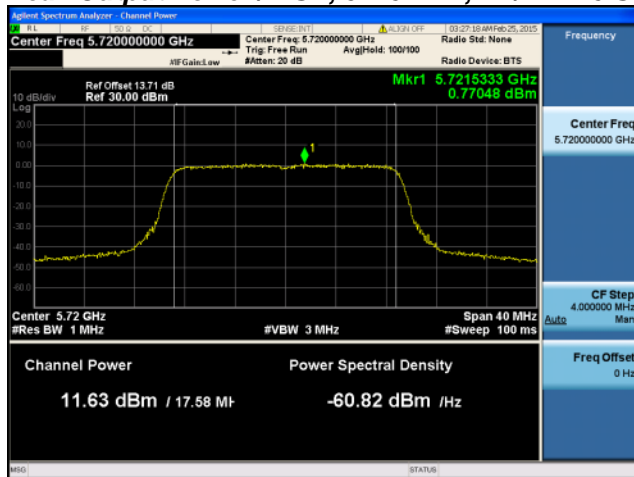 Agilent Spectrum Analyzer - Channel Power
RL RF 50 Ω DC SENSE:INT ALIGN OFF 03:27:18 AM Feb 25, 2015
Center Freq 5.720000000 GHz
Center Freq: 5.720000000 GHz
Radio Std: None
Trig: Free Run Avg|Hold: 100/100
#IFGain:Low #Atten: 20 dB Radio Device: BTS
Frequency
Mkr1 5.7215333 GHz
0.77048 dBm
Ref Offset 13.71 dB
10 dB/div Ref 30.00 dBm
Log
20.0
10.0
0.00
-10.0
-20.0
-30.0
-40.0
-50.0
-60.0
1
Center 5.72 GHz Span 40 MHz
#Res BW 1 MHz #VBW 3 MHz #Sweep 100 ms
Channel Power Power Spectral Density
11.63 dBm / 17.58 MH -60.82 dBm /Hz
Center Freq
5.720000000 GHz
CF Step
4.000000 MHz
Auto Man
Freq Offset
0 Hz
MSG STATUS